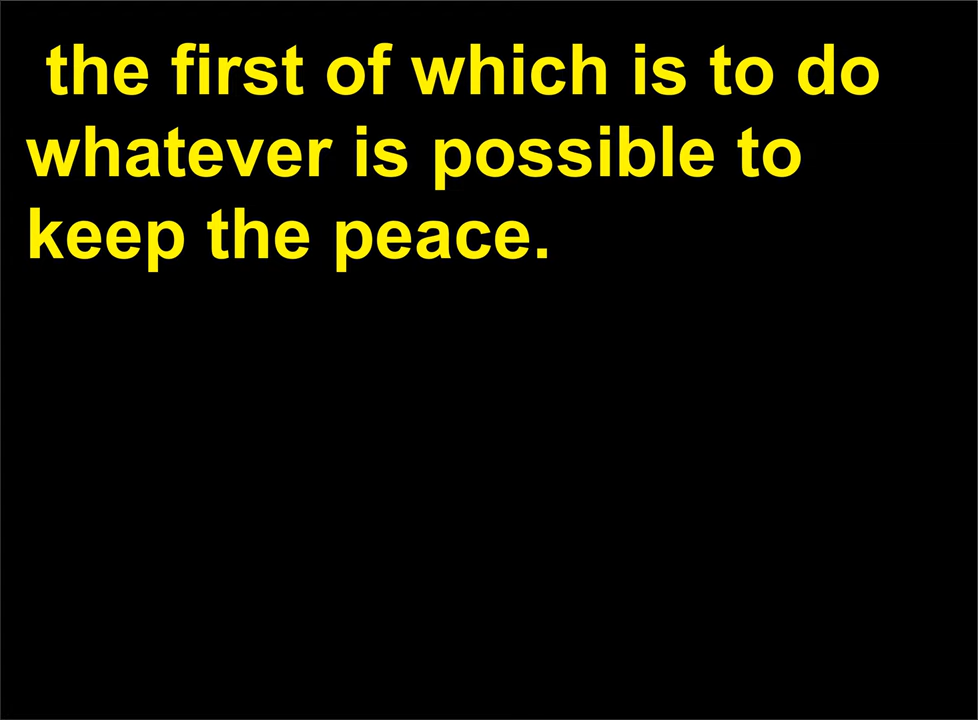 the first of which is to do
whatever is possible to
keep the peace.